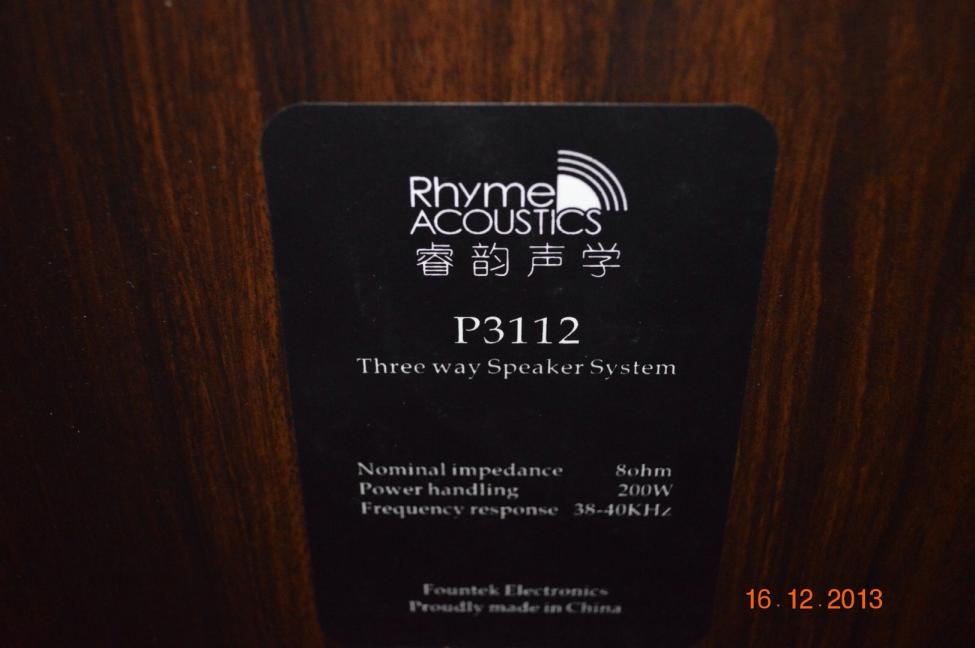 Rhyme
ACOUSTICS
睿韵声学
P3112
Three way Speaker System
Nominal impedance 8ohm
Power handling 200W
Frequency response 38-40KHz
Fountek Electronics
Proudly made in China
16.12.2013